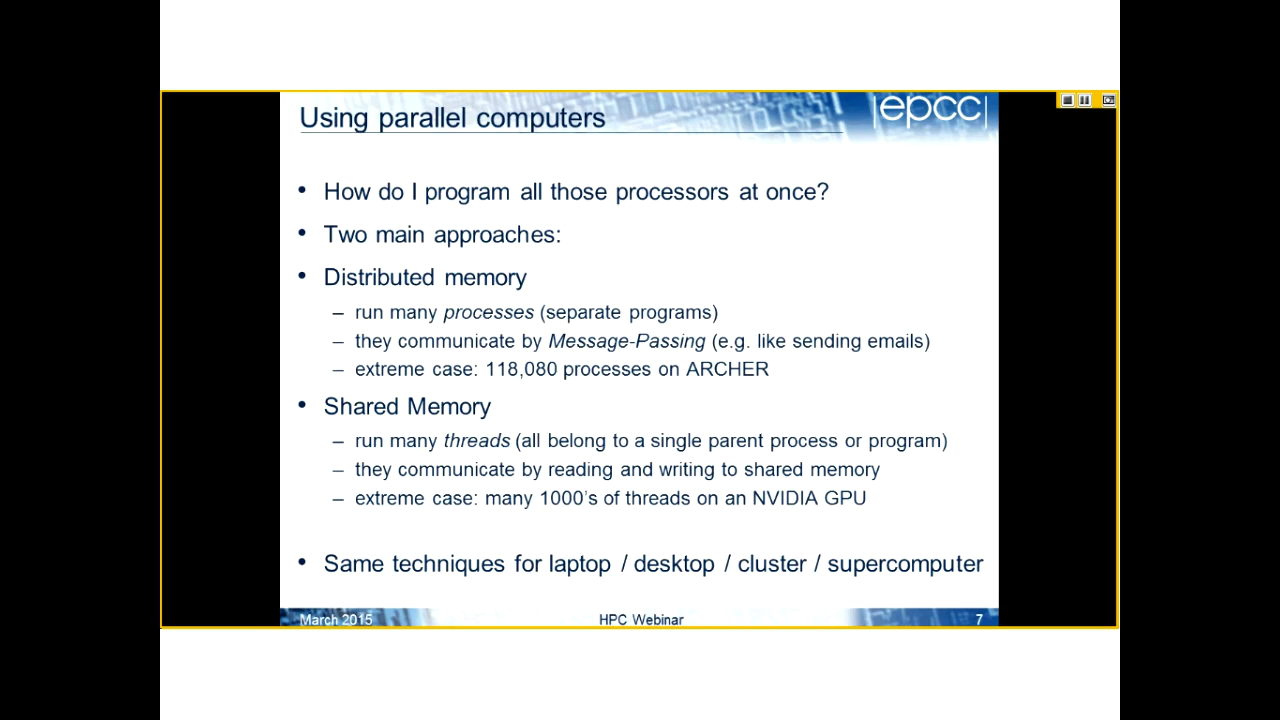 Using parallel computers
|epcc|
• How do I program all those processors at once?
• Two main approaches:
• Distributed memory
– run many processes (separate programs)
– they communicate by Message-Passing (e.g. like sending emails)
– extreme case: 118,080 processes on ARCHER
• Shared Memory
– run many threads (all belong to a single parent process or program)
– they communicate by reading and writing to shared memory
– extreme case: many 1000's of threads on an NVIDIA GPU
• Same techniques for laptop / desktop / cluster / supercomputer
March 2015
HPC Webinar
7